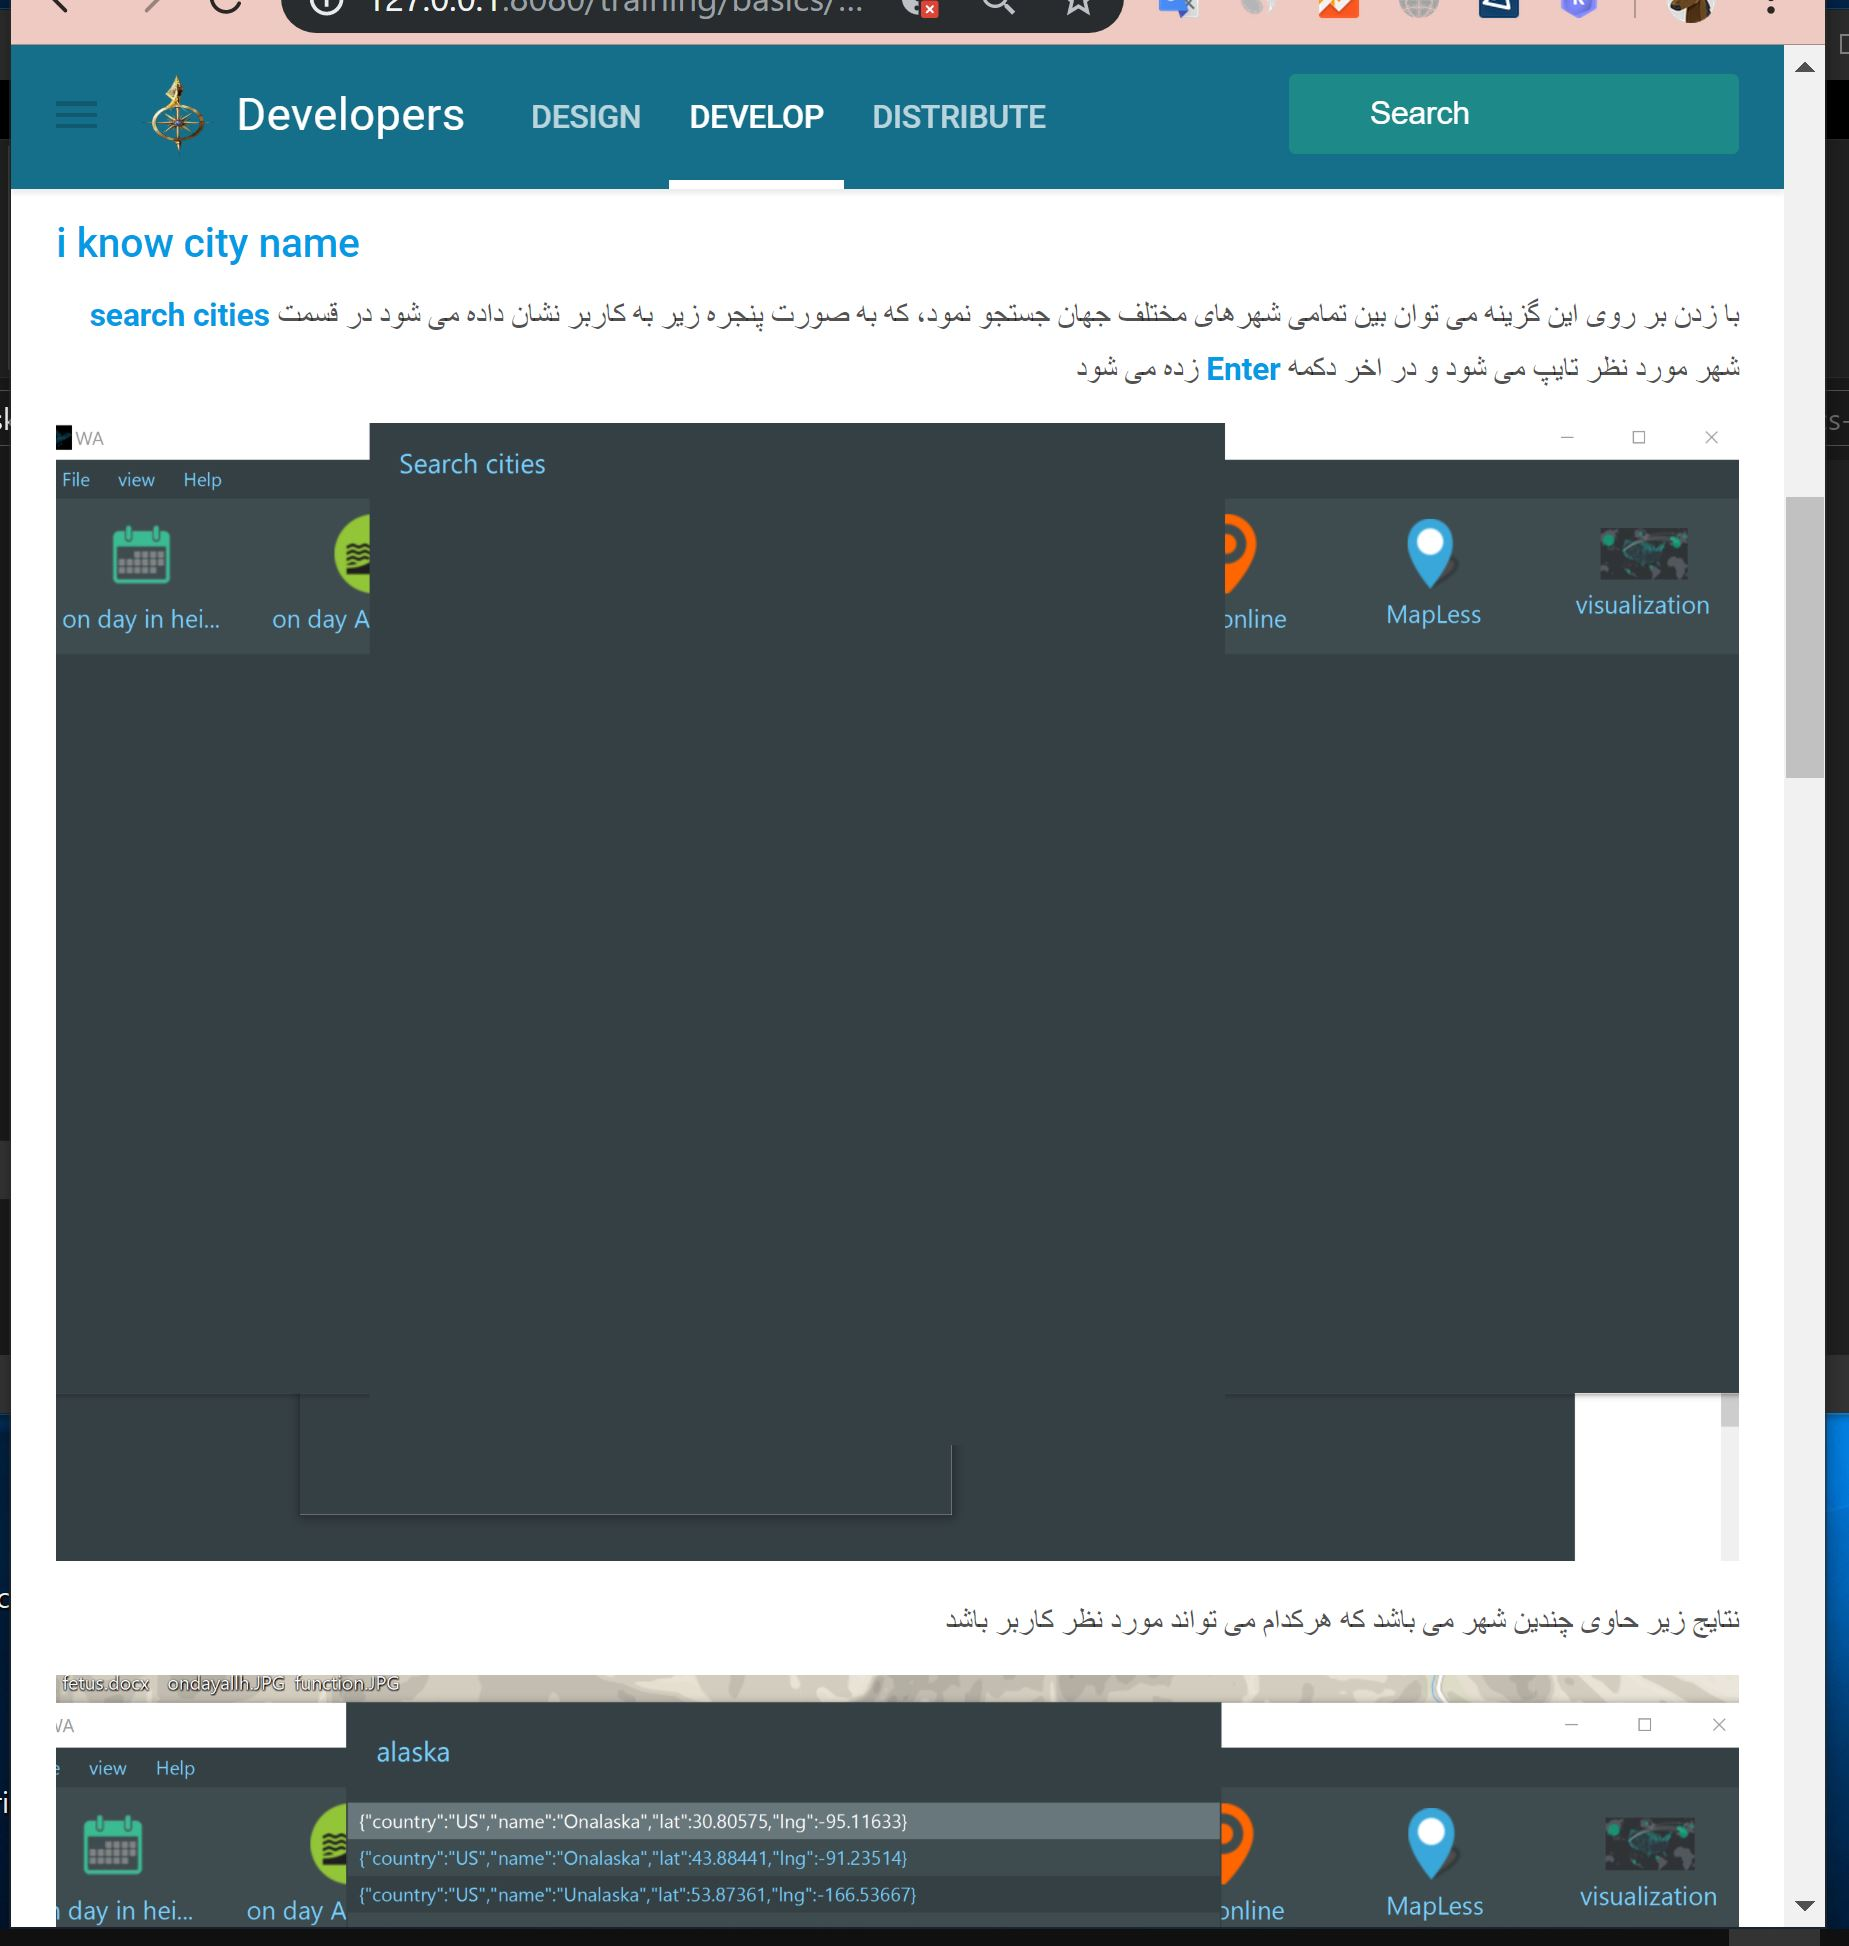 Developers DESIGN DEVELOP DISTRIBUTE Search
i know city name
با زدن بر روی این گزینه می توان بین تمامی شهرهای مختلف جهان جستجو نمود، که به صورت پنجره زیر به کاربر نشان داده می شود در قسمت search cities
شهر مورد نظر تایپ می شود و در اخر دکمه Enter زده می شود
WA
Search cities
File view Help
on day in hei... on day A online MapLess visualization
نتایج زیر حاوی چندین شهر می باشد که هرکدام می تواند مورد نظر کاربر باشد
fetus.docx ondayallh.JPG function.JPG
WA
alaska
view Help
{"country":"US","name":"Onalaska","lat":30.80575,"lng":-95.11633}
{"country":"US","name":"Onalaska","lat":43.88441,"lng":-91.23514}
{"country":"US","name":"Unalaska","lat":53.87361,"lng":-166.53667}
day in hei... on day A online MapLess visualization